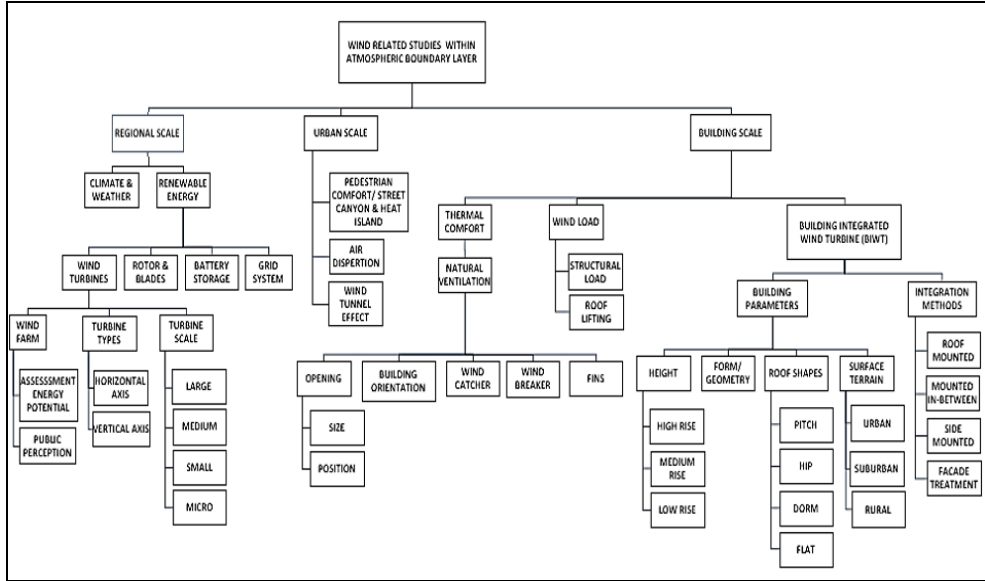 WIND RELATED STUDIES WITHIN
ATMOSPHERIC BOUNDARY LAYER
REGIONAL SCALE
URBAN SCALE
BUILDING SCALE
CLIMATE &
WEATHER
RENEWABLE
ENERGY
PEDESTRIAN
COMFORT/ STREET
CANYON & HEAT
ISLAND
THERMAL
COMFORT
WIND LOAD
BUILDING INTEGRATED
WIND TURBINE (BIWT)
WIND
TURBINES
ROTOR &
BLADES
BATTERY
STORAGE
GRID
SYSTEM
AIR
DISPERTION
NATURAL
VENTILATION
STRUCTURAL
LOAD
WIND
TUNNEL
EFFECT
ROOF
LIFTING
BUILDING
PARAMETERS
INTEGRATION
METHODS
WIND
FARM
TURBINE
TYPES
TURBINE
SCALE
ROOF
MOUNTED
ASSESSSMENT
ENERGY
POTENTIAL
HORIZONTAL
AXIS
LARGE
OPENING
BUILDING
ORIENTATION
WIND
CATCHER
WIND
BREAKER
FINS
HEIGHT
FORM/
GEOMETRY
ROOF SHAPES
SURFACE
TERRAIN
MOUNTED
IN-BETWEEN
PUBLIC
PERCEPTION
VERTICAL AXIS
MEDIUM
SIZE
HIGH RISE
PITCH
URBAN
SIDE
MOUNTED
SMALL
POSITION
MEDIUM
RISE
HIP
SUBURBAN
FACADE
TREATMENT
MICRO
LOW RISE
DORM
RURAL
FLAT